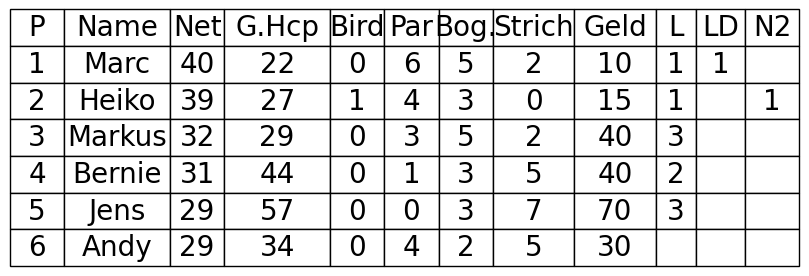 P Name Net G.Hcp Bird Par Bog. Strich Geld L LD N2
1 Marc 40 22 0 6 5 2 10 1 1
2 Heiko 39 27 1 4 3 0 15 1 1
3 Markus 32 29 0 3 5 2 40 3
4 Bernie 31 44 0 1 3 5 40 2
5 Jens 29 57 0 0 3 7 70 3
6 Andy 29 34 0 4 2 5 30